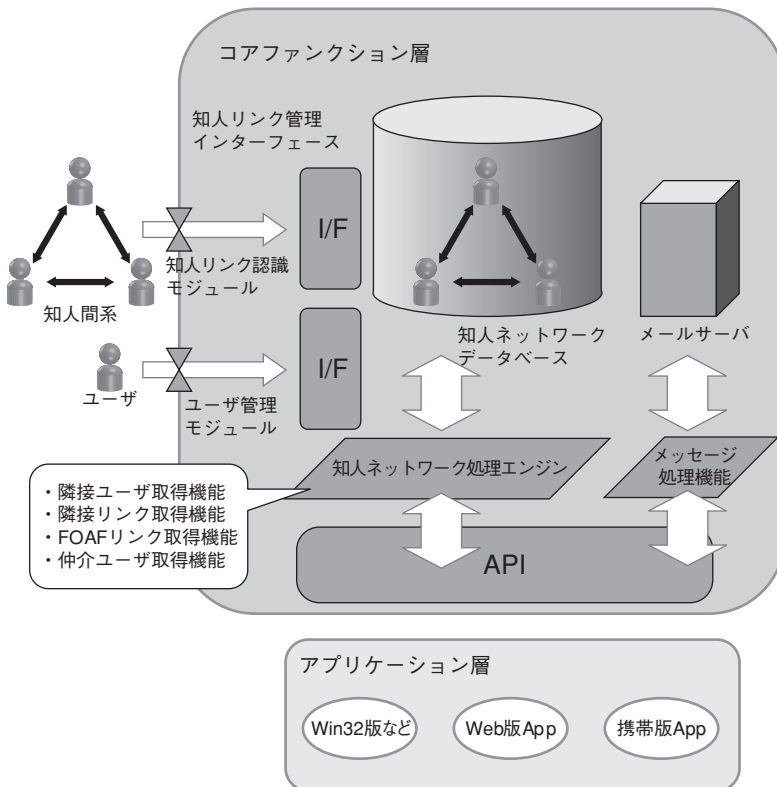 コアファンクション層
知人リンク管理
インターフェース
I/F
知人リンク認識
モジュール
知人間系
知人ネットワーク
データベース
メールサーバ
I/F
ユーザ
ユーザ管理
モジュール
知人ネットワーク処理エンジン
メッセージ
処理機能
・隣接ユーザ取得機能
・隣接リンク取得機能
・FOAFリンク取得機能
・仲介ユーザ取得機能
API
アプリケーション層
Win32版など
Web版App
携帯版App